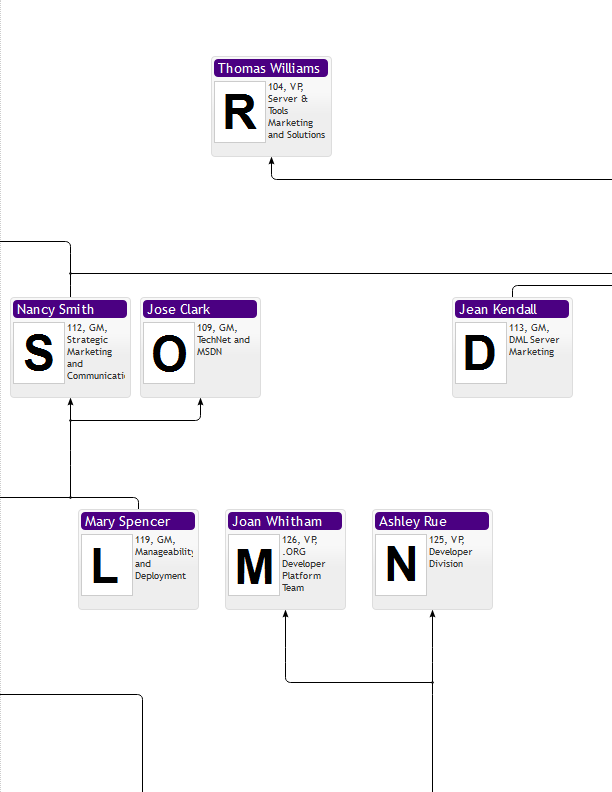 Thomas Williams
R
104, VP,
Server &
Tools
Marketing
and Solutions
Nancy Smith
S
112, GM,
Strategic
Marketing
and
Communicati
Jose Clark
O
109, GM,
TechNet and
MSDN
Jean Kendall
D
113, GM,
DML Server
Marketing
Mary Spencer
L
119, GM,
Manageability
and
Deployment
Joan Whitham
M
126, VP,
.ORG
Developer
Platform
Team
Ashley Rue
N
125, VP,
Developer
Division